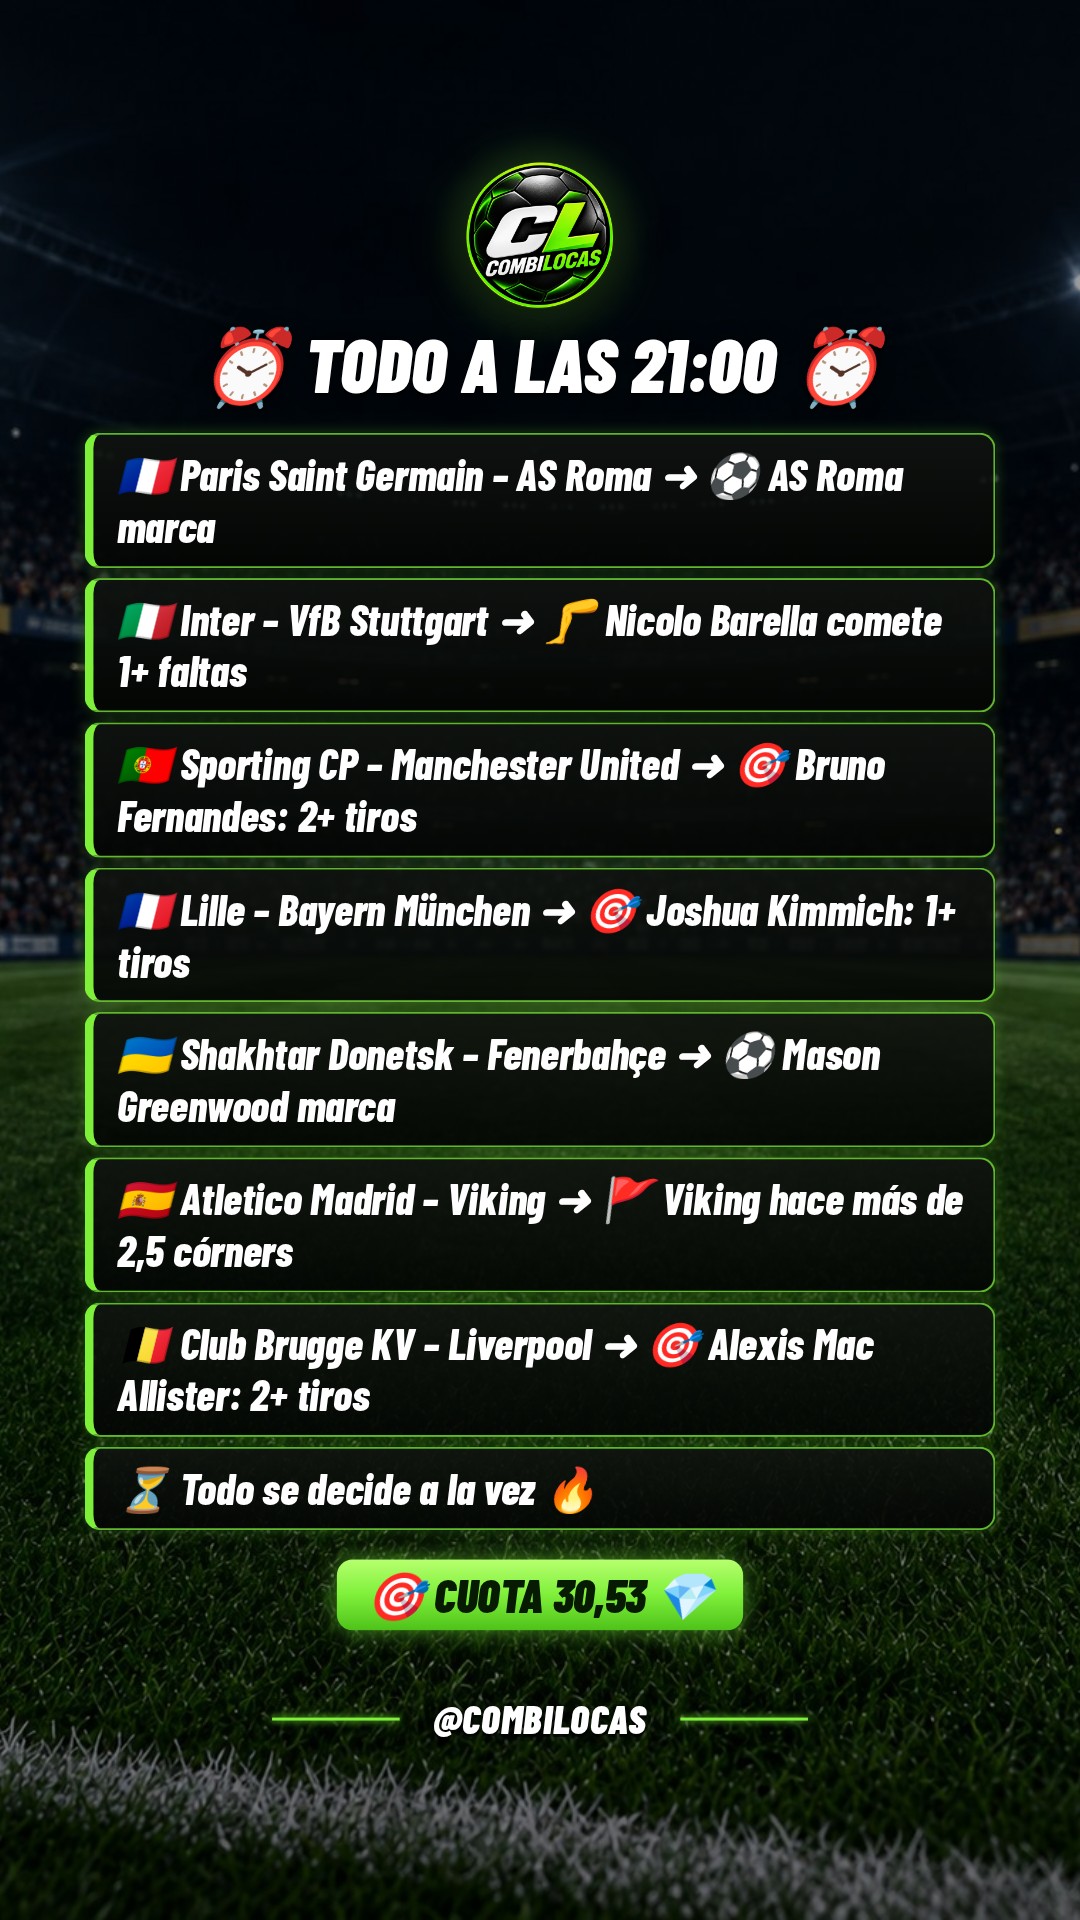 CL
COMBILOCAS
⏰ TODO A LAS 21:00 ⏰
🇫🇷 Paris Saint Germain - AS Roma ➜ ⚽ AS Roma
marca
🇮🇹 Inter - VfB Stuttgart ➜ 🦵 Nicolo Barella comete
1+ faltas
🇵🇹 Sporting CP - Manchester United ➜ 🎯 Bruno
Fernandes: 2+ tiros
🇫🇷 Lille - Bayern München ➜ 🎯 Joshua Kimmich: 1+
tiros
🇺🇦 Shakhtar Donetsk - Fenerbahçe ➜ ⚽ Mason
Greenwood marca
🇪🇸 Atletico Madrid - Viking ➜ 🚩 Viking hace más de
2,5 córners
🇧🇪 Club Brugge KV - Liverpool ➜ 🎯 Alexis Mac
Allister: 2+ tiros
⏳ Todo se decide a la vez 🔥
🎯 CUOTA 30,53 💎
@COMBILOCAS